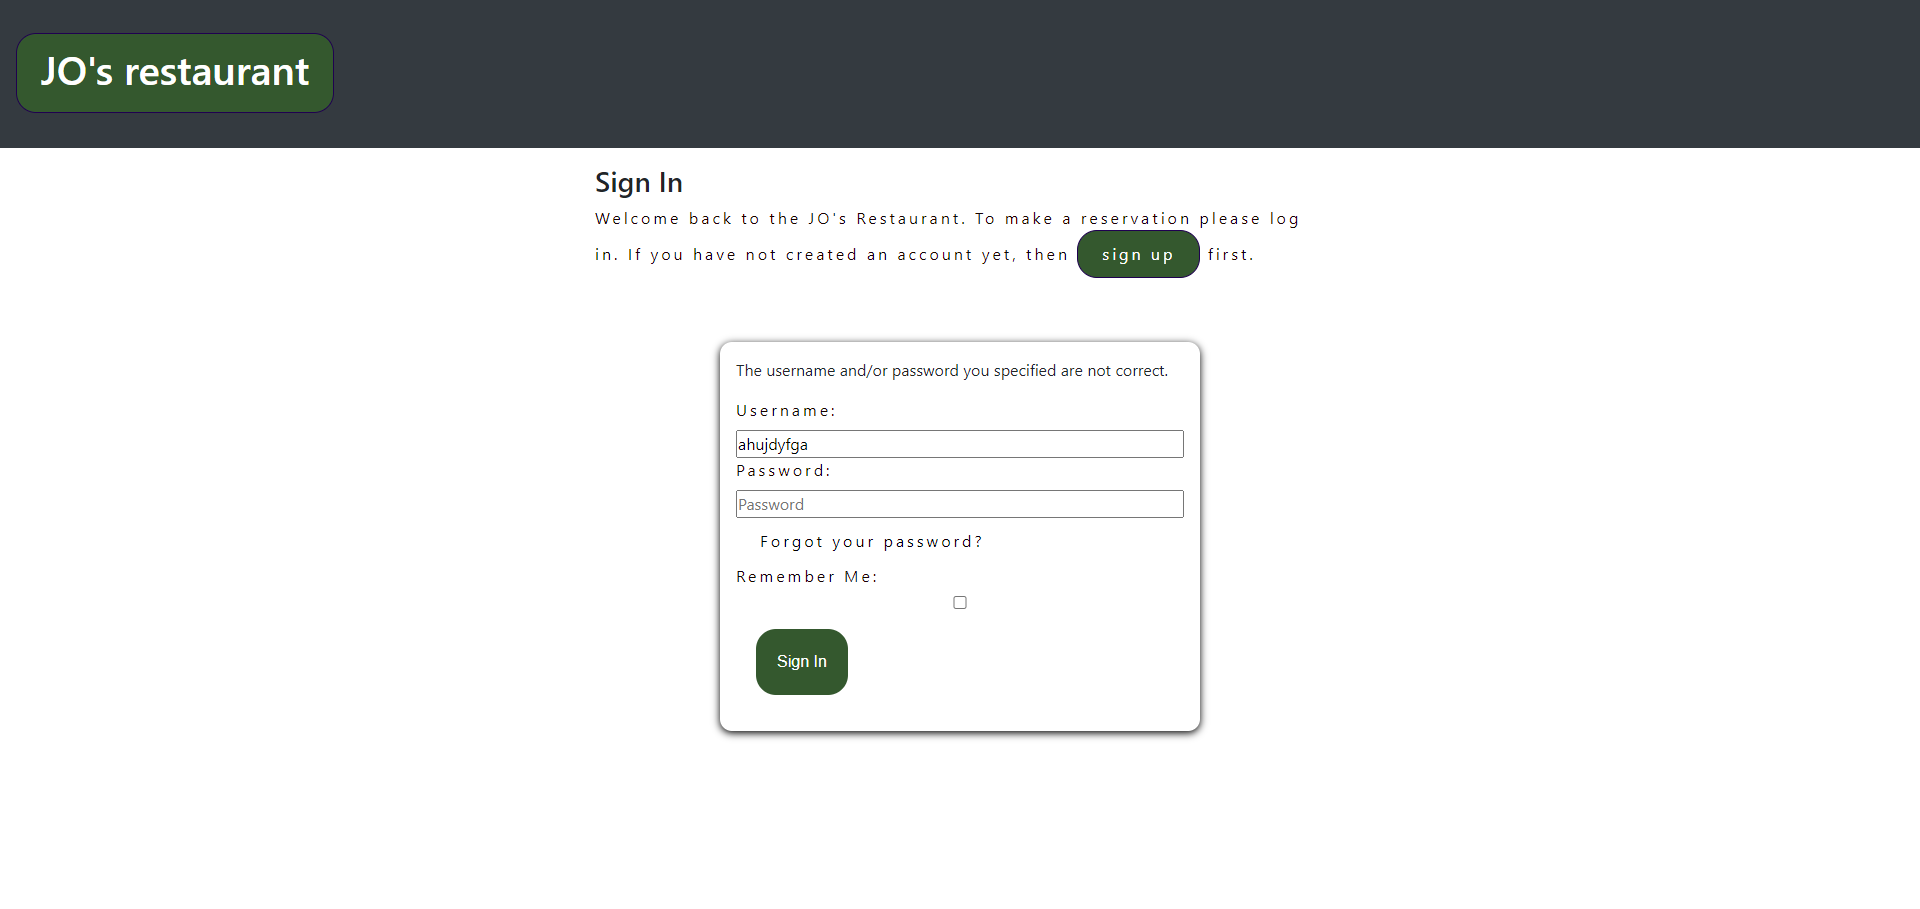 JO's restaurant
Sign In
Welcome back to the JO's Restaurant. To make a reservation please log
in. If you have not created an account yet, then sign up first.
The username and/or password you specified are not correct.
Username:
ahujdyfga
Password:
Password
Forgot your password?
Remember Me:
Sign In